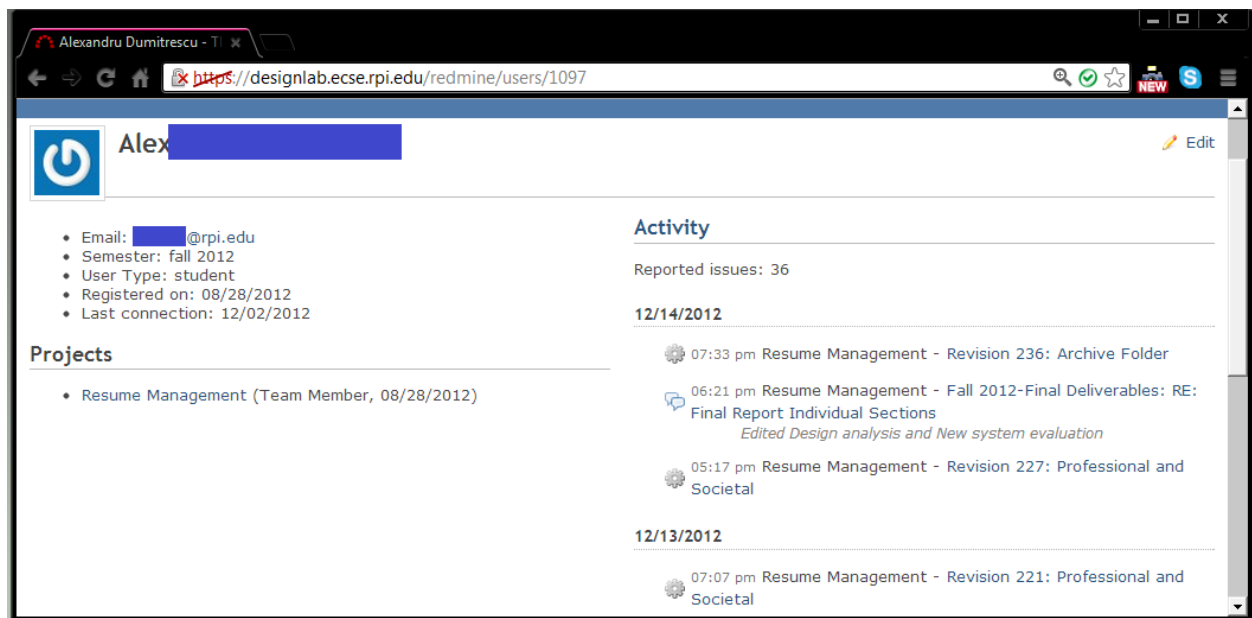 Alexandru Dumitrescu - T
https://designlab.ecse.rpi.edu/redmine/users/1097
NEW
Alex
Edit
Email: @rpi.edu
Semester: fall 2012
User Type: student
Registered on: 08/28/2012
Last connection: 12/02/2012
Projects
Resume Management (Team Member, 08/28/2012)
Activity
Reported issues: 36
12/14/2012
07:33 pm Resume Management - Revision 236: Archive Folder
06:21 pm Resume Management - Fall 2012-Final Deliverables: RE:
Final Report Individual Sections
Edited Design analysis and New system evaluation
05:17 pm Resume Management - Revision 227: Professional and
Societal
12/13/2012
07:07 pm Resume Management - Revision 221: Professional and
Societal